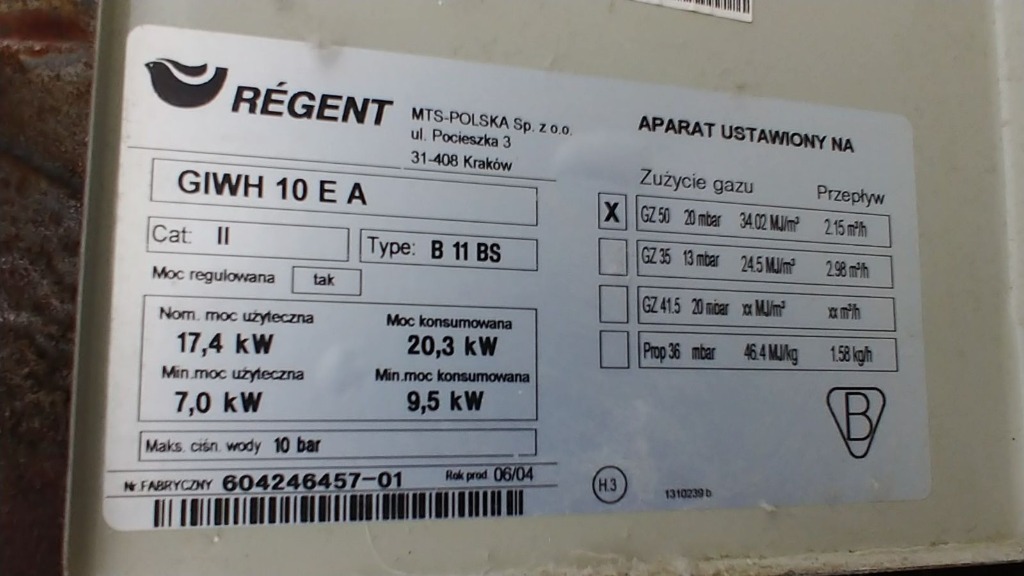 RÉGENT
MTS-POLSKA Sp. z o.o.
ul. Pocieszka 3
31-408 Kraków
GIWH 10 E A
Cat: II
Type: B 11 BS
Moc regulowana tak
Nom. moc użyteczna
17,4 kW
Moc konsumowana
20,3 kW
Min. moc użyteczna
7,0 kW
Min.moc konsumowana
9,5 kW
Maks. ciśn. wody 10 bar
Nr FABRYCZNY 604246457-01
Rok prod 06/04
APARAT USTAWIONY NA
Zużycie gazu Przepływ
X GZ 50 20 mbar 34.02 MJ/m³ 2.15 m³/h
GZ 35 13 mbar 24.5 MJ/m³ 2.98 m³/h
GZ 41.5 20 mbar xx MJ/m³ xx m³/h
Prop 36 mbar 46.4 MJ/kg 1.58 kg/h
B
H.3
1310239 b